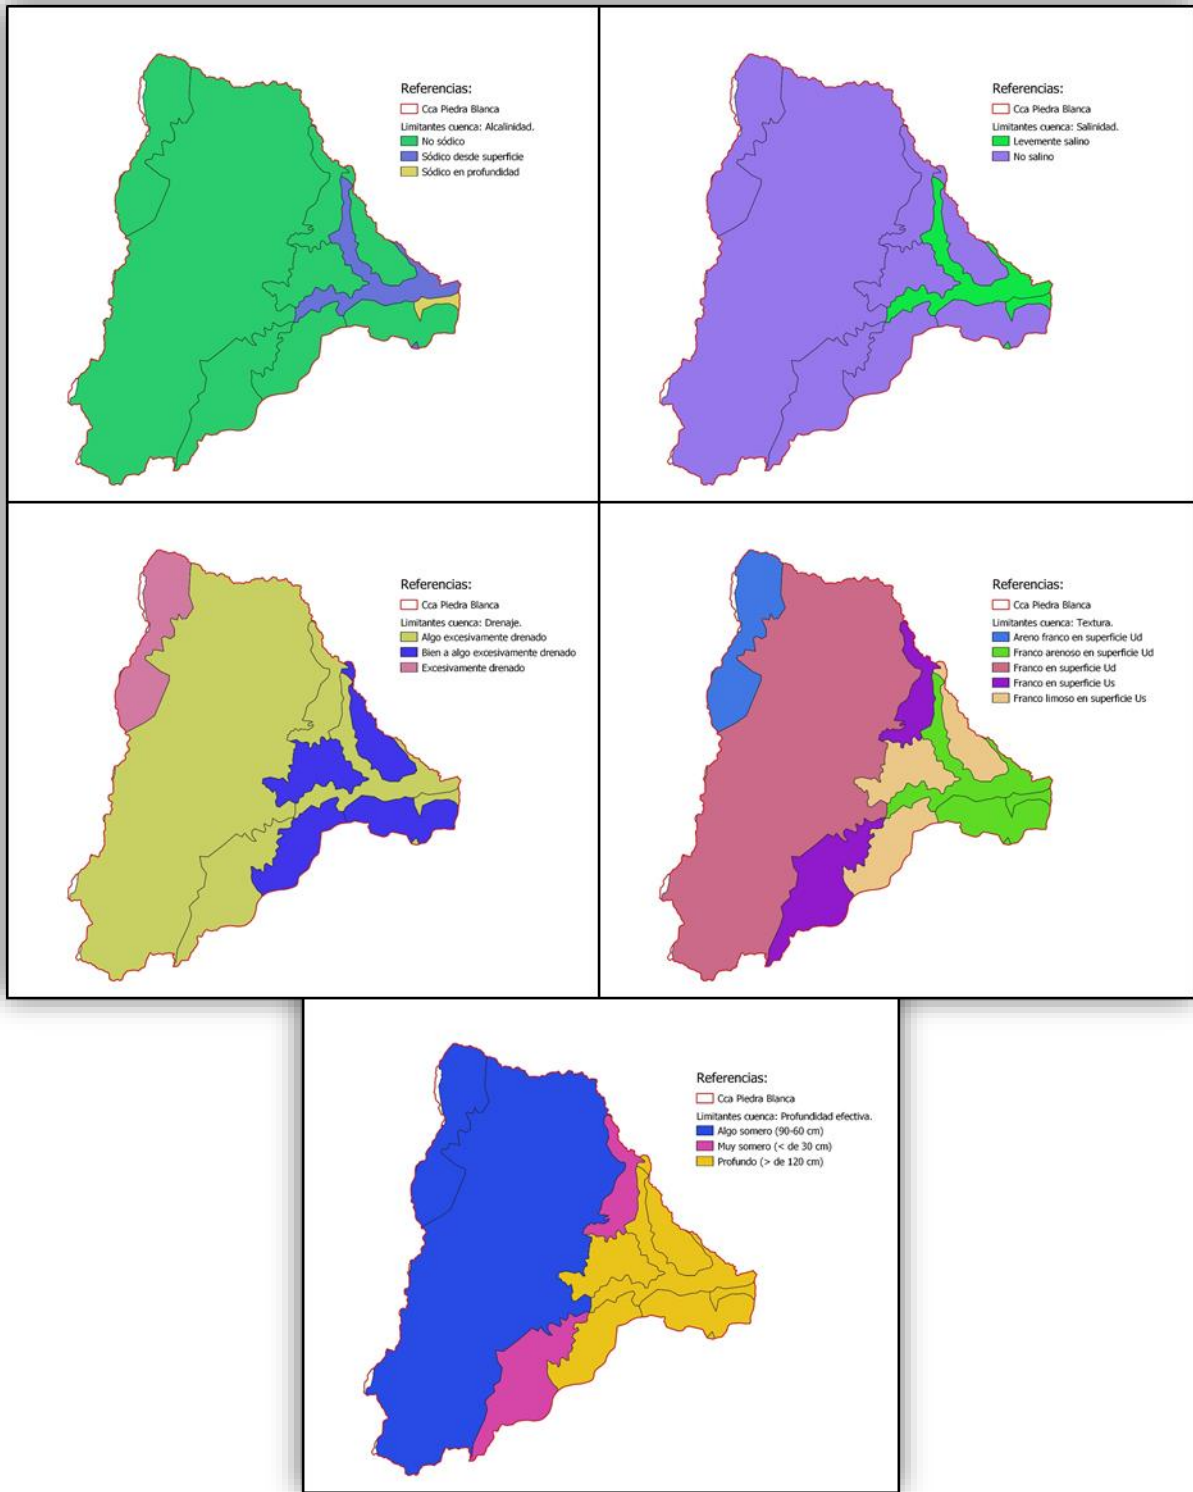 Referencias:
Cca Piedra Blanca
Limitantes cuenca: Alcalinidad.
No sódico
Sódico desde superficie
Sódico en profundidad
Referencias:
Cca Piedra Blanca
Limitantes cuenca: Salinidad.
Levemente salino
No salino
Referencias:
Cca Piedra Blanca
Limitantes cuenca: Drenaje.
Algo excesivamente drenado
Bien a algo excesivamente drenado
Excesivamente drenado
Referencias:
Cca Piedra Blanca
Limitantes cuenca: Textura.
Areno franco en superficie Ud
Franco arenoso en superficie Ud
Franco en superficie Ud
Franco en superficie Us
Franco limoso en superficie Us
Referencias:
Cca Piedra Blanca
Limitantes cuenca: Profundidad efectiva.
Algo somero (90-60 cm)
Muy somero (< de 30 cm)
Profundo (> de 120 cm)